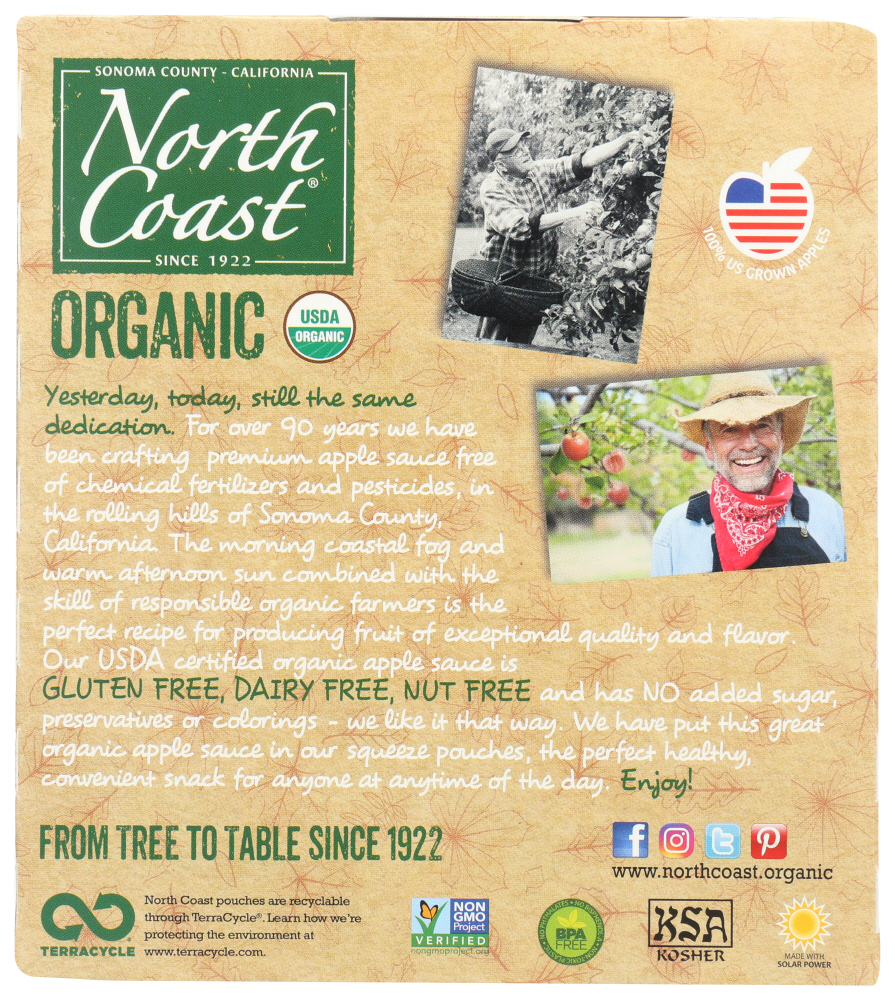 SONOMA COUNTY - CALIFORNIA
North
Coast®
SINCE 1922
100% US GROWN APPLES
ORGANIC
USDA
ORGANIC
Yesterday, today, still the same
dedication. For over 90 years we have
been crafting premium apple sauce free
of chemical fertilizers and pesticides, in
the rolling hills of Sonoma County,
California. The morning coastal fog and
warm afternoon sun combined with the
skill of responsible organic farmers is the
perfect recipe for producing fruit of exceptional quality and flavor.
Our USDA certified organic apple sauce is
GLUTEN FREE, DAIRY FREE, NUT FREE and has NO added sugar,
preservatives or colorings - we like it that way. We have put this great
organic apple sauce in our squeeze pouches, the perfect healthy,
convenient snack for anyone at anytime of the day. Enjoy!
FROM TREE TO TABLE SINCE 1922
www.northcoast.organic
TERRACYCLE
North Coast pouches are recyclable
through TerraCycle®. Learn how we're
protecting the environment at
www.terracycle.com.
NON
GMO
Project
VERIFIED
nongmoproject.org
NO PHTHALATES • NO BISPHENOL A • NON-TOXIC PLASTIC
BPA
FREE
KSA
KOSHER
MADE WITH
SOLAR POWER